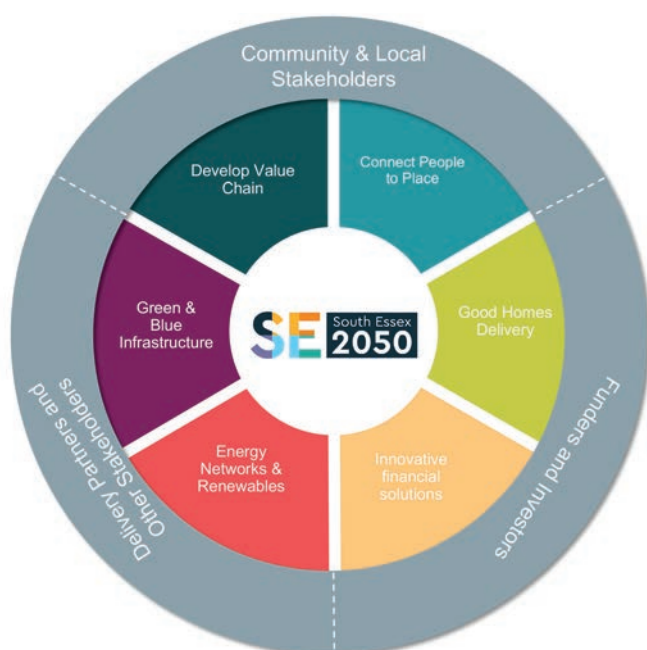 Community & Local
Stakeholders
Develop Value
Chain
Connect People
to Place
Green &
Blue
Infrastructure
SE
South Essex
2050
Good Homes
Delivery
Energy
Networks &
Renewables
Innovative
financial
solutions
Delivery Partners and
Other Stakeholders
Funders and Investors